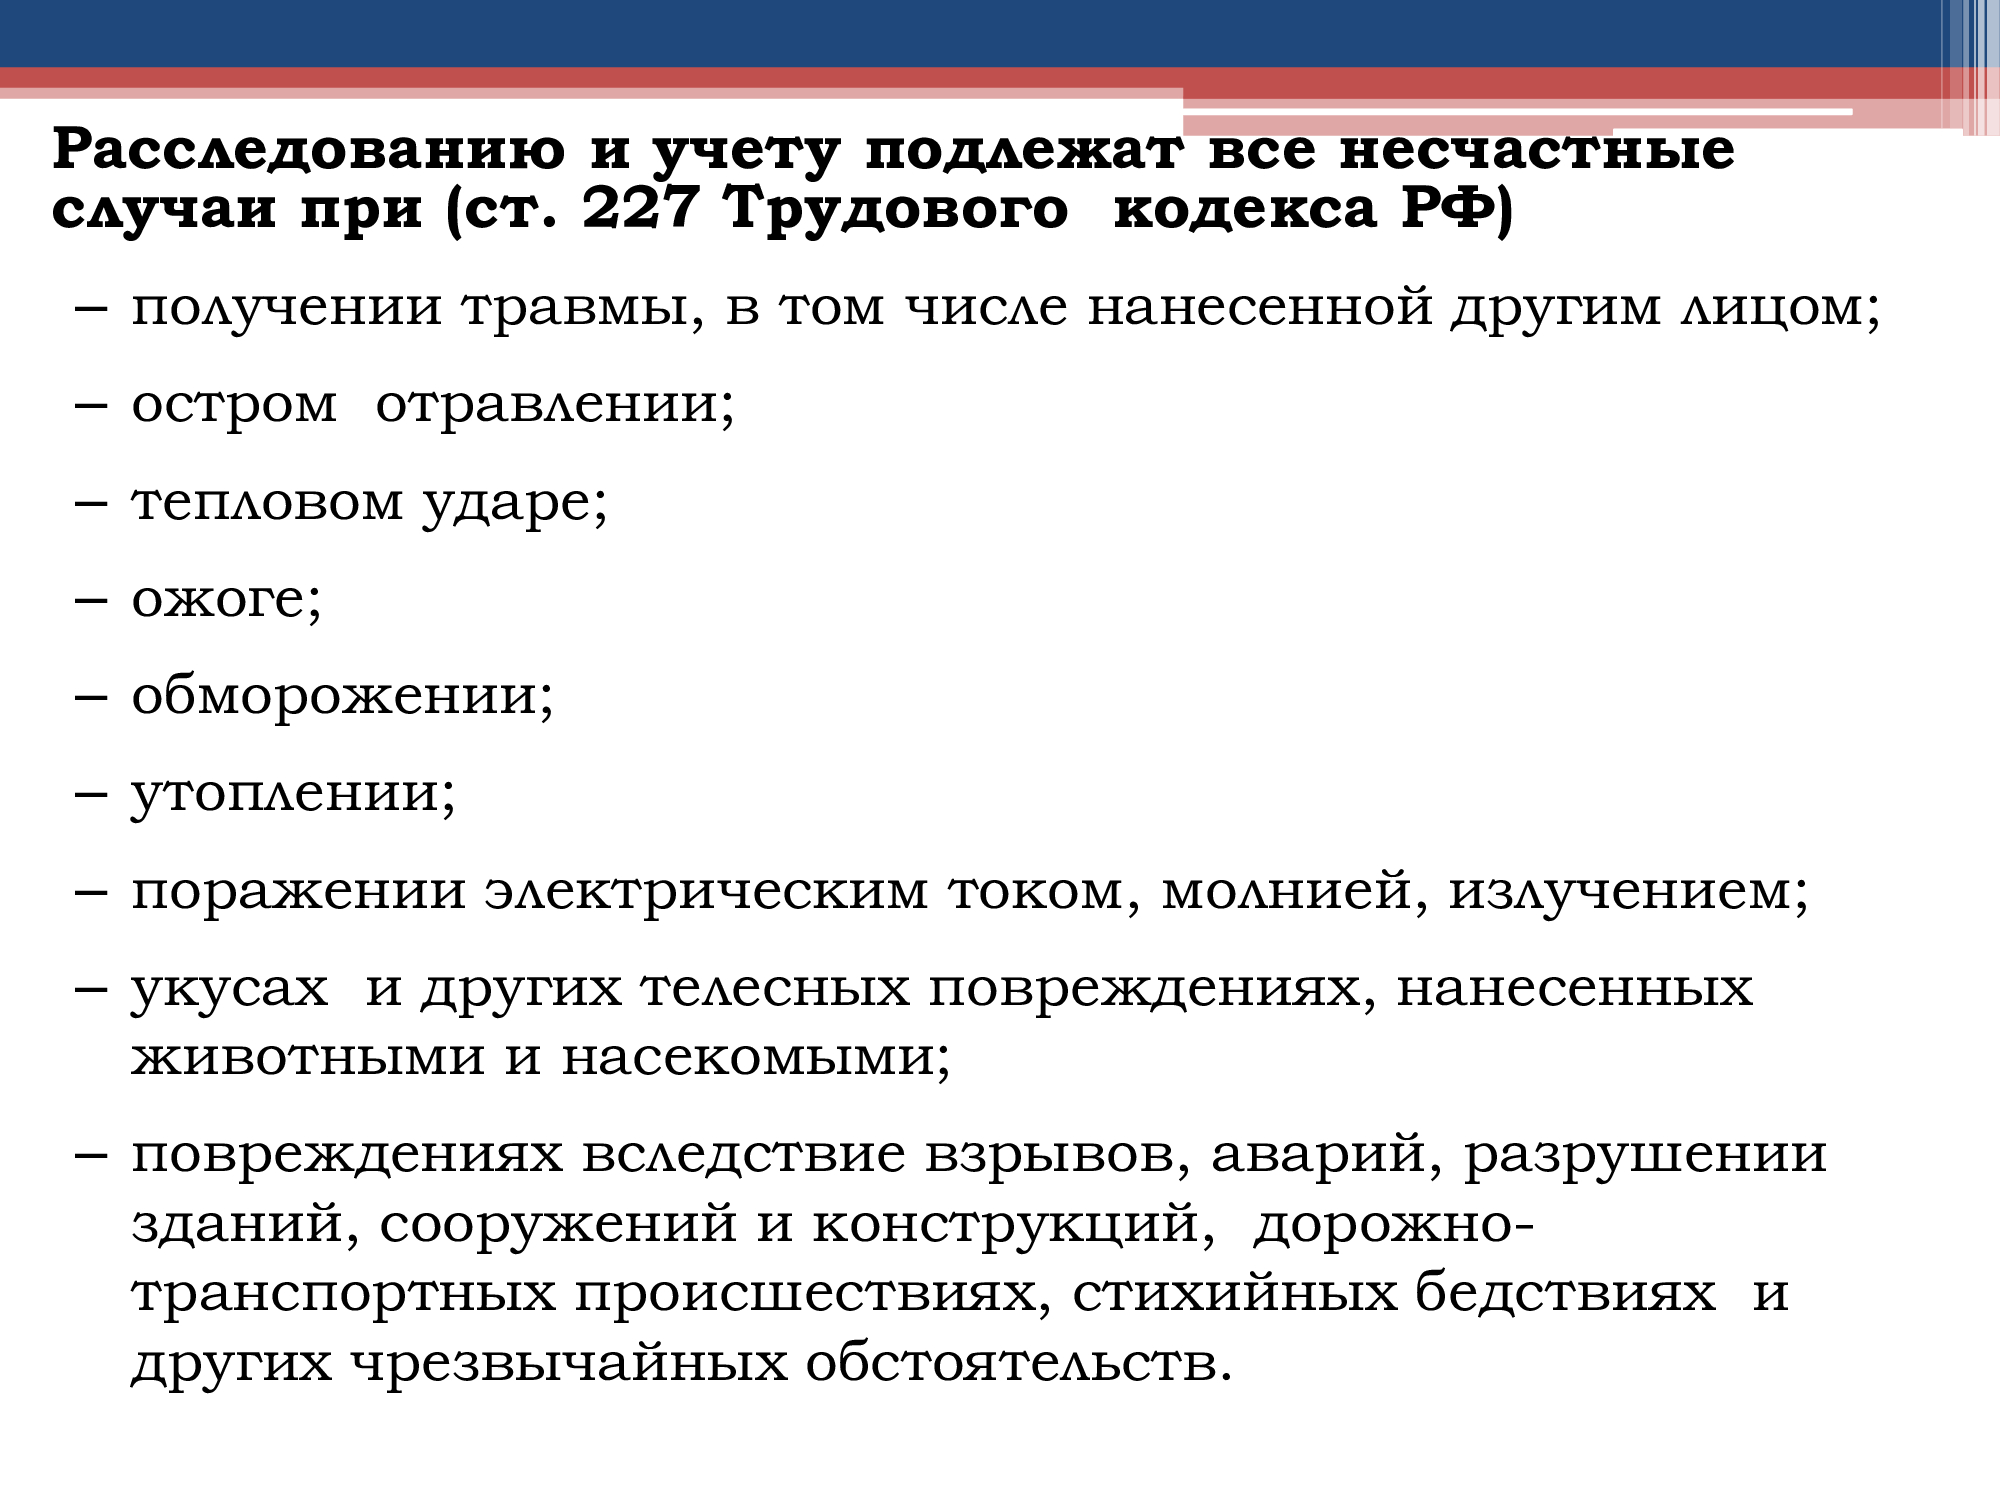 Расследованию и учету подлежат все несчастные
случаи при (ст. 227 Трудового  кодекса РФ)
– получении травмы, в том числе нанесенной другим лицом;
– остром  отравлении;
– тепловом ударе;
– ожоге;
– обморожении;
– утоплении;
– поражении электрическим током, молнией, излучением;
– укусах  и других телесных повреждениях, нанесенных
животными и насекомыми;
– повреждениях вследствие взрывов, аварий, разрушении
зданий, сооружений и конструкций,  дорожно-
транспортных происшествиях, стихийных бедствиях  и
других чрезвычайных обстоятельств.